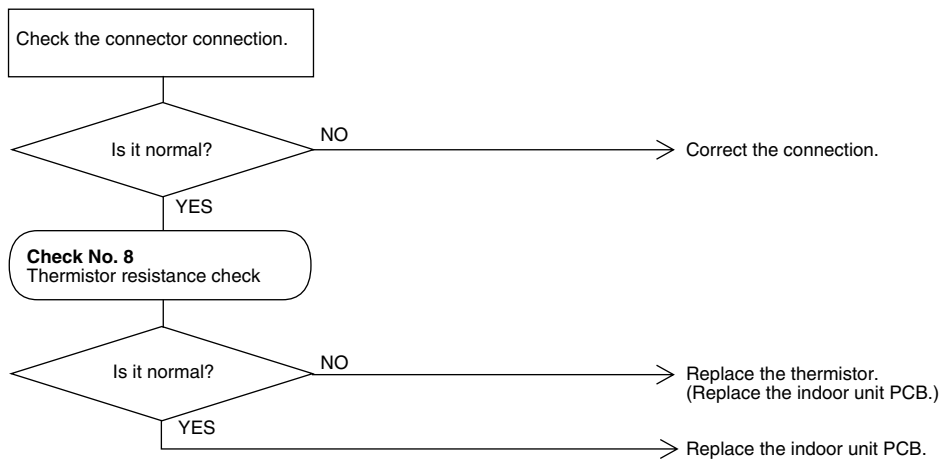 Check the connector connection.
Is it normal?
NO
Correct the connection.
YES
Check No. 8
Thermistor resistance check
Is it normal?
NO
Replace the thermistor.
(Replace the indoor unit PCB.)
YES
Replace the indoor unit PCB.